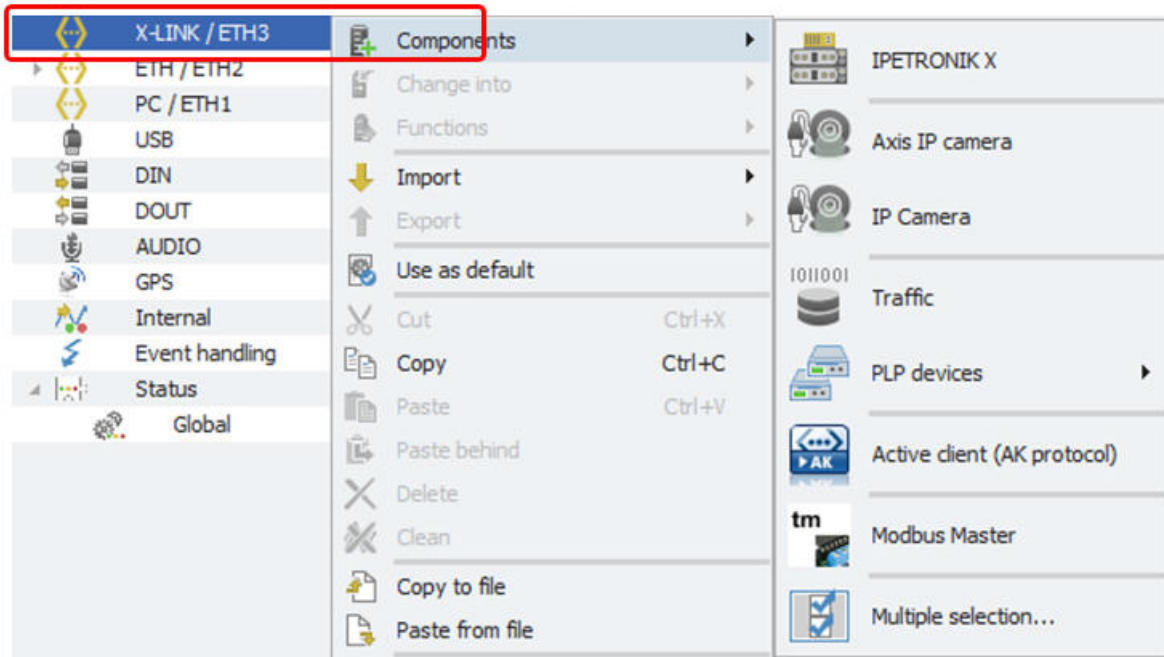 X-LINK / ETH3
ETH / ETH2
PC / ETH1
USB
DIN
DOUT
AUDIO
GPS
Internal
Event handling
Status
Global
Components
Change into
Functions
Import
Export
Use as default
Cut Ctrl+X
Copy Ctrl+C
Paste Ctrl+V
Paste behind
Delete
Clean
Copy to file
Paste from file
IPETRONIK X
Axis IP camera
IP Camera
1011001
Traffic
PLP devices
AK
Active client (AK protocol)
tm
Modbus Master
Multiple selection...